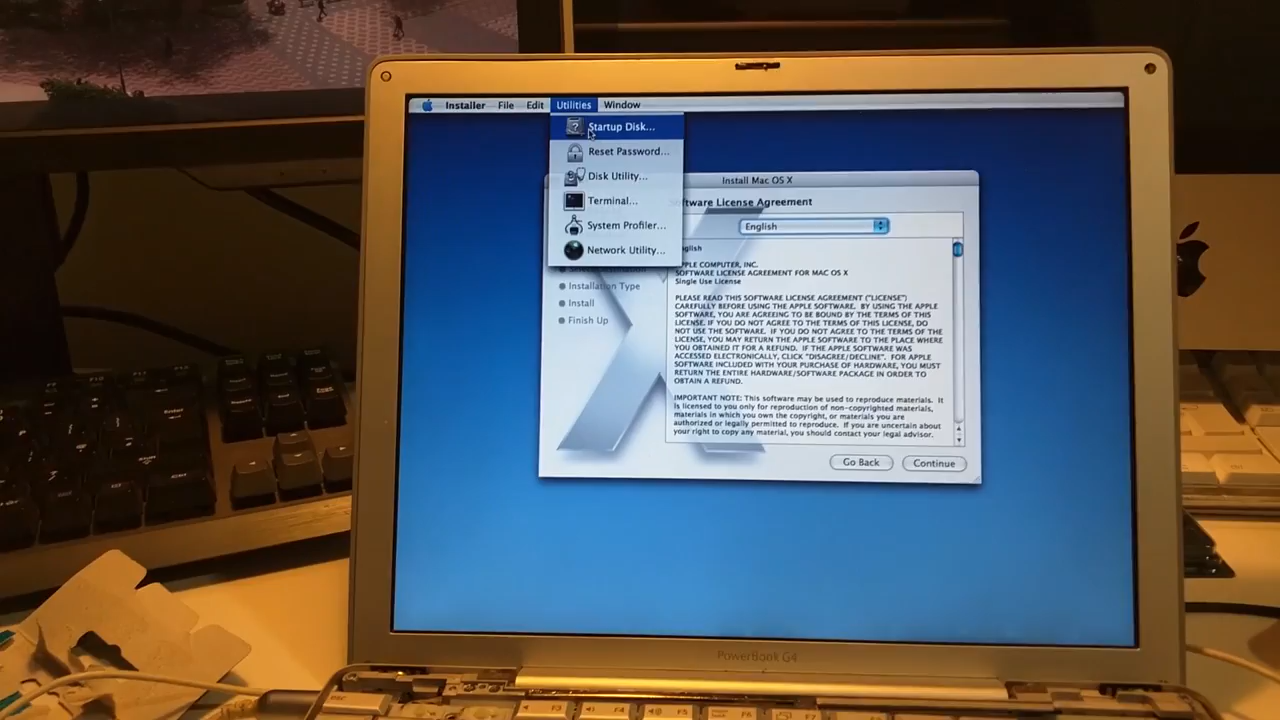 Installer File Edit Utilities Window
Startup Disk...
Reset Password...
Disk Utility...
Terminal...
System Profiler...
Network Utility...
Install Mac OS X
ftware License Agreement
English
glish
Installation Type
Install
Finish Up
PPLE COMPUTER, INC.
SOFTWARE LICENSE AGREEMENT FOR MAC OS X
Single Use License
PLEASE READ THIS SOFTWARE LICENSE AGREEMENT ("LICENSE")
CAREFULLY BEFORE USING THE APPLE SOFTWARE. BY USING THE APPLE
SOFTWARE, YOU ARE AGREEING TO BE BOUND BY THE TERMS OF THIS
LICENSE. IF YOU DO NOT AGREE TO THE TERMS OF THIS LICENSE, DO
NOT USE THE SOFTWARE. IF YOU DO NOT AGREE TO THE TERMS OF THE
LICENSE, YOU MAY RETURN THE APPLE SOFTWARE TO THE PLACE WHERE
YOU OBTAINED IT FOR A REFUND. IF THE APPLE SOFTWARE WAS
ACCESSED ELECTRONICALLY, CLICK "DISAGREE/DECLINE". FOR APPLE
SOFTWARE INCLUDED WITH YOUR PURCHASE OF HARDWARE, YOU MUST
RETURN THE ENTIRE HARDWARE/SOFTWARE PACKAGE IN ORDER TO
OBTAIN A REFUND.
IMPORTANT NOTE: This software may be used to reproduce materials. It
is licensed to you only for reproduction of non-copyrighted materials,
materials in which you own the copyright, or materials you are
authorized or legally permitted to reproduce. If you are uncertain about
your right to copy any material, you should contact your legal advisor.
Go Back Continue
PowerBook G4
esc F3 F4 F5 F6 F7